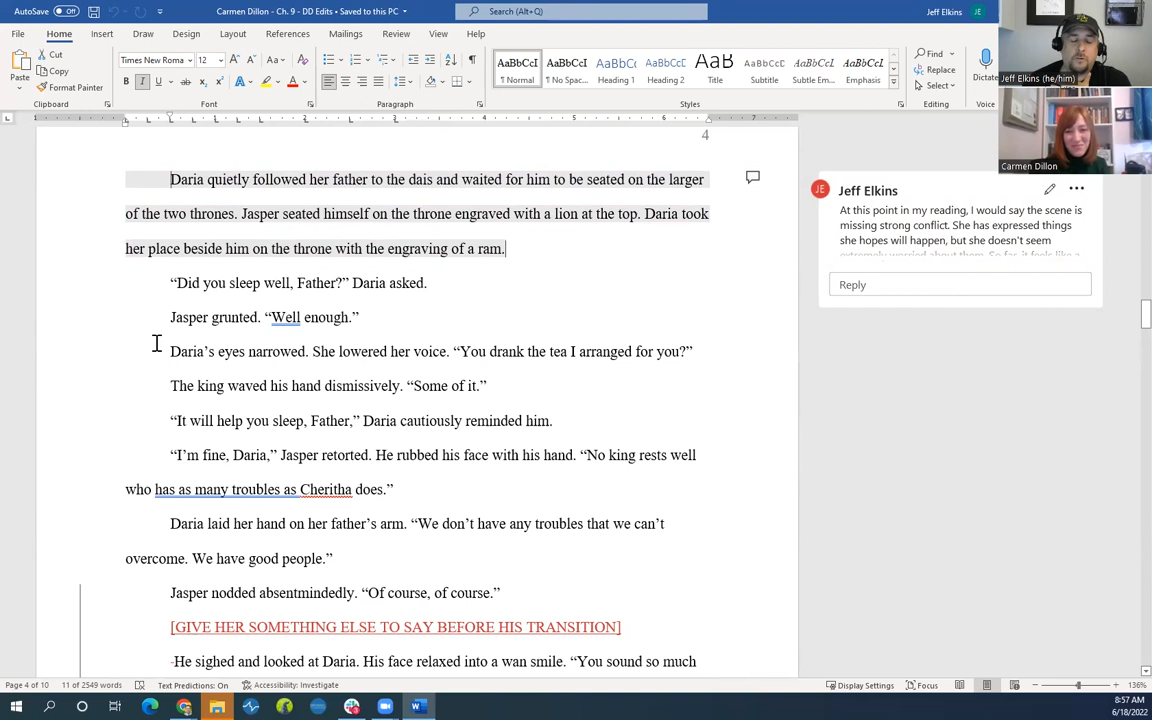 AutoSave Off Carmen Dillon - Ch. 9 - DD Edits • Saved to this PC Search (Alt+Q) Jeff Elkins JE
File Home Insert Draw Design Layout References Mailings Review View Help
Paste Cut Copy Format Painter
Clipboard
Times New Roma 12
Font
Paragraph
AaBbCcI AaBbCcI AaBbCcI AaBbCcI AaB AaBbCcI AaBbCcI AaBbCcI
¶ Normal ¶ No Spac... Heading 1 Heading 2 Title Subtitle Subtle Em... Emphasis
Styles
Find Replace Select
Editing
Dictate
Voice
Jeff Elkins (he/him)
Carmen Dillon
4
Daria quietly followed her father to the dais and waited for him to be seated on the larger
of the two thrones. Jasper seated himself on the throne engraved with a lion at the top. Daria took
her place beside him on the throne with the engraving of a ram.
“Did you sleep well, Father?” Daria asked.
Jasper grunted. “Well enough.”
Daria’s eyes narrowed. She lowered her voice. “You drank the tea I arranged for you?”
The king waved his hand dismissively. “Some of it.”
“It will help you sleep, Father,” Daria cautiously reminded him.
“I’m fine, Daria,” Jasper retorted. He rubbed his face with his hand. “No king rests well
who has as many troubles as Cheritha does.”
Daria laid her hand on her father’s arm. “We don’t have any troubles that we can’t
overcome. We have good people.”
Jasper nodded absentmindedly. “Of course, of course.”
[GIVE HER SOMETHING ELSE TO SAY BEFORE HIS TRANSITION]
He sighed and looked at Daria. His face relaxed into a wan smile. “You sound so much
JE Jeff Elkins
At this point in my reading, I would say the scene is
missing strong conflict. She has expressed things
she hopes will happen, but she doesn't seem
extremely worried about them. So far, it feels like a
Reply
Page 4 of 10 11 of 2549 words Text Predictions: On Accessibility: Investigate Display Settings Focus 136%
8:57 AM
6/18/2022